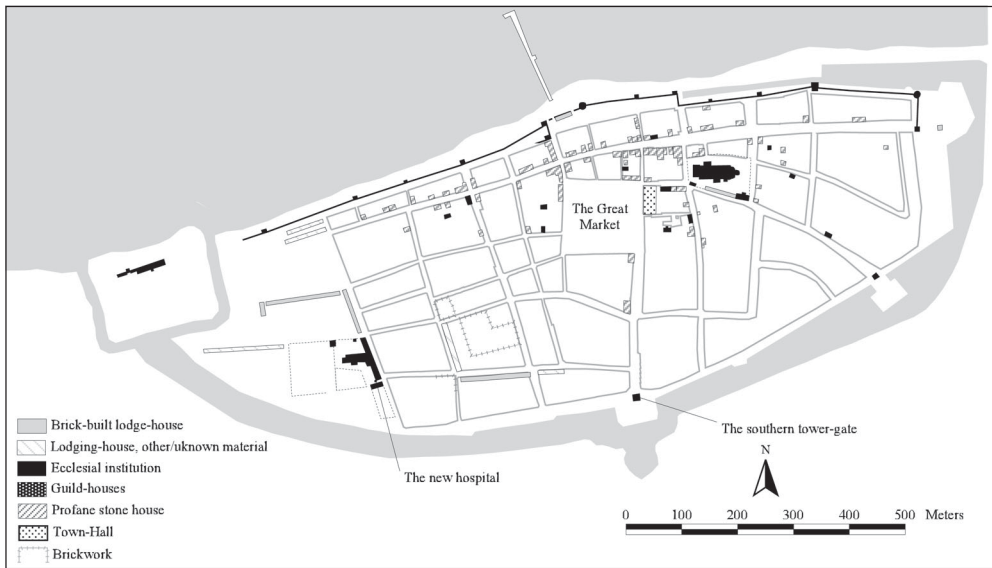 The Great
Market
The southern tower-gate
The new hospital
Brick-built lodge-house
Lodging-house, other/uknown material
Ecclesial institution
Guild-houses
Profane stone house
Town-Hall
Brickwork
N
0 100 200 300 400 500 Meters